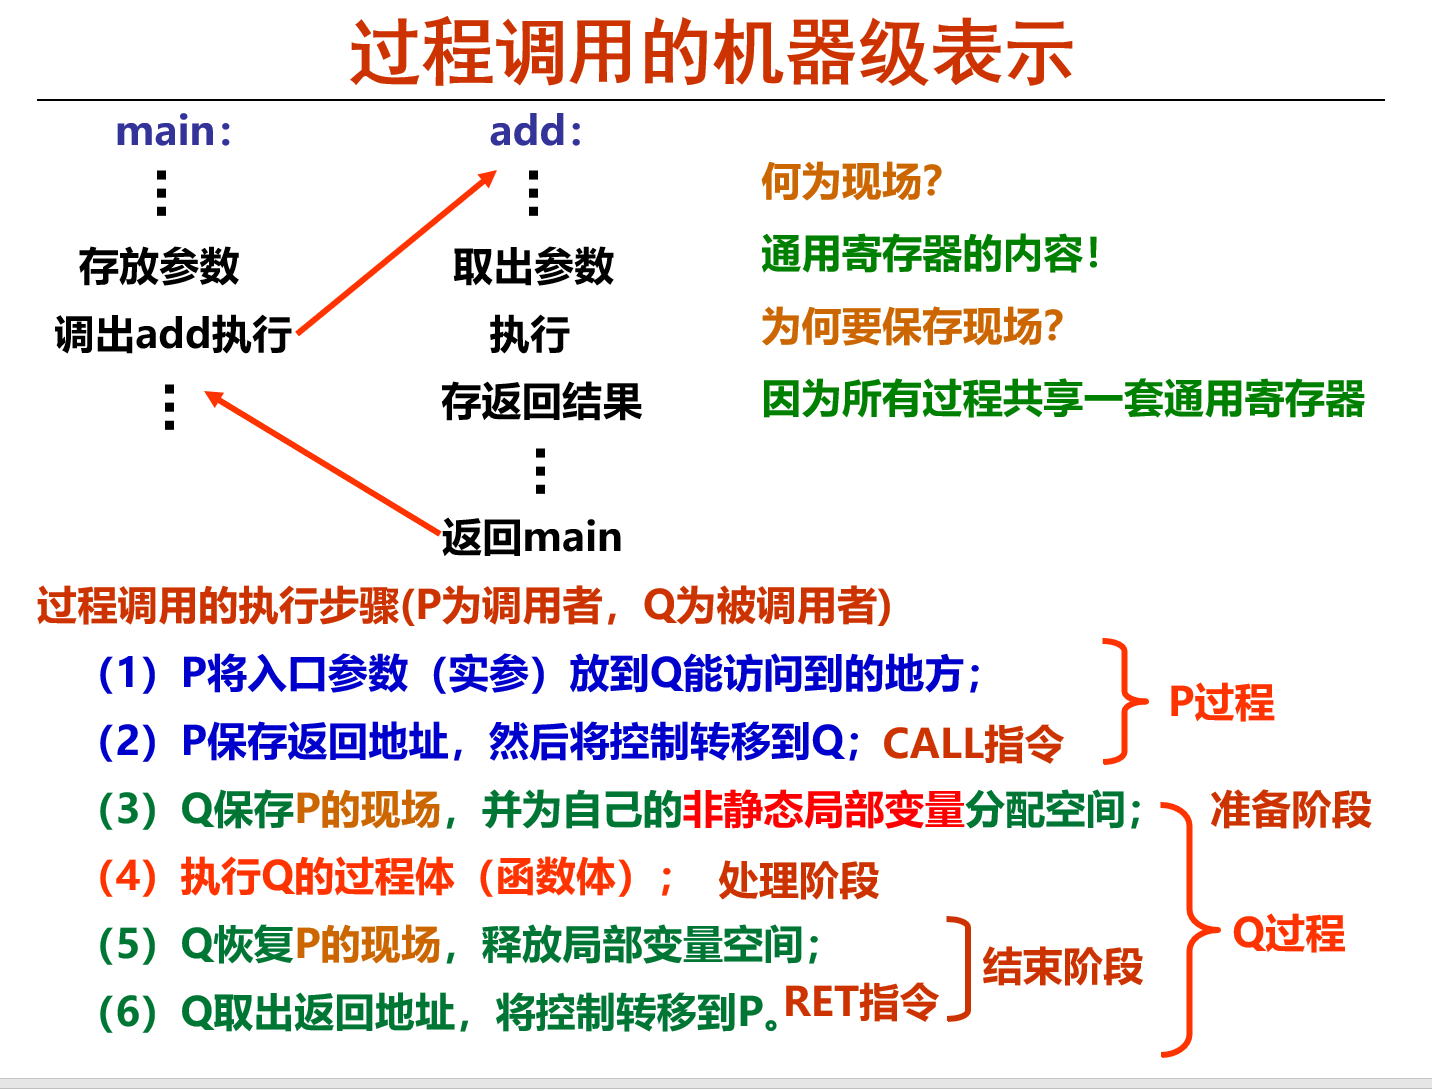 过程调用的机器级表示
main：
add：
存放参数
调出add执行
取出参数
执行
存返回结果
返回main
何为现场？
通用寄存器的内容！
为何要保存现场？
因为所有过程共享一套通用寄存器
过程调用的执行步骤(P为调用者，Q为被调用者)
（1）P将入口参数（实参）放到Q能访问到的地方；
（2）P保存返回地址，然后将控制转移到Q；CALL指令
P过程
（3）Q保存P的现场，并为自己的非静态局部变量分配空间；
准备阶段
（4）执行Q的过程体（函数体）；处理阶段
（5）Q恢复P的现场，释放局部变量空间；
（6）Q取出返回地址，将控制转移到P。RET指令
结束阶段
Q过程